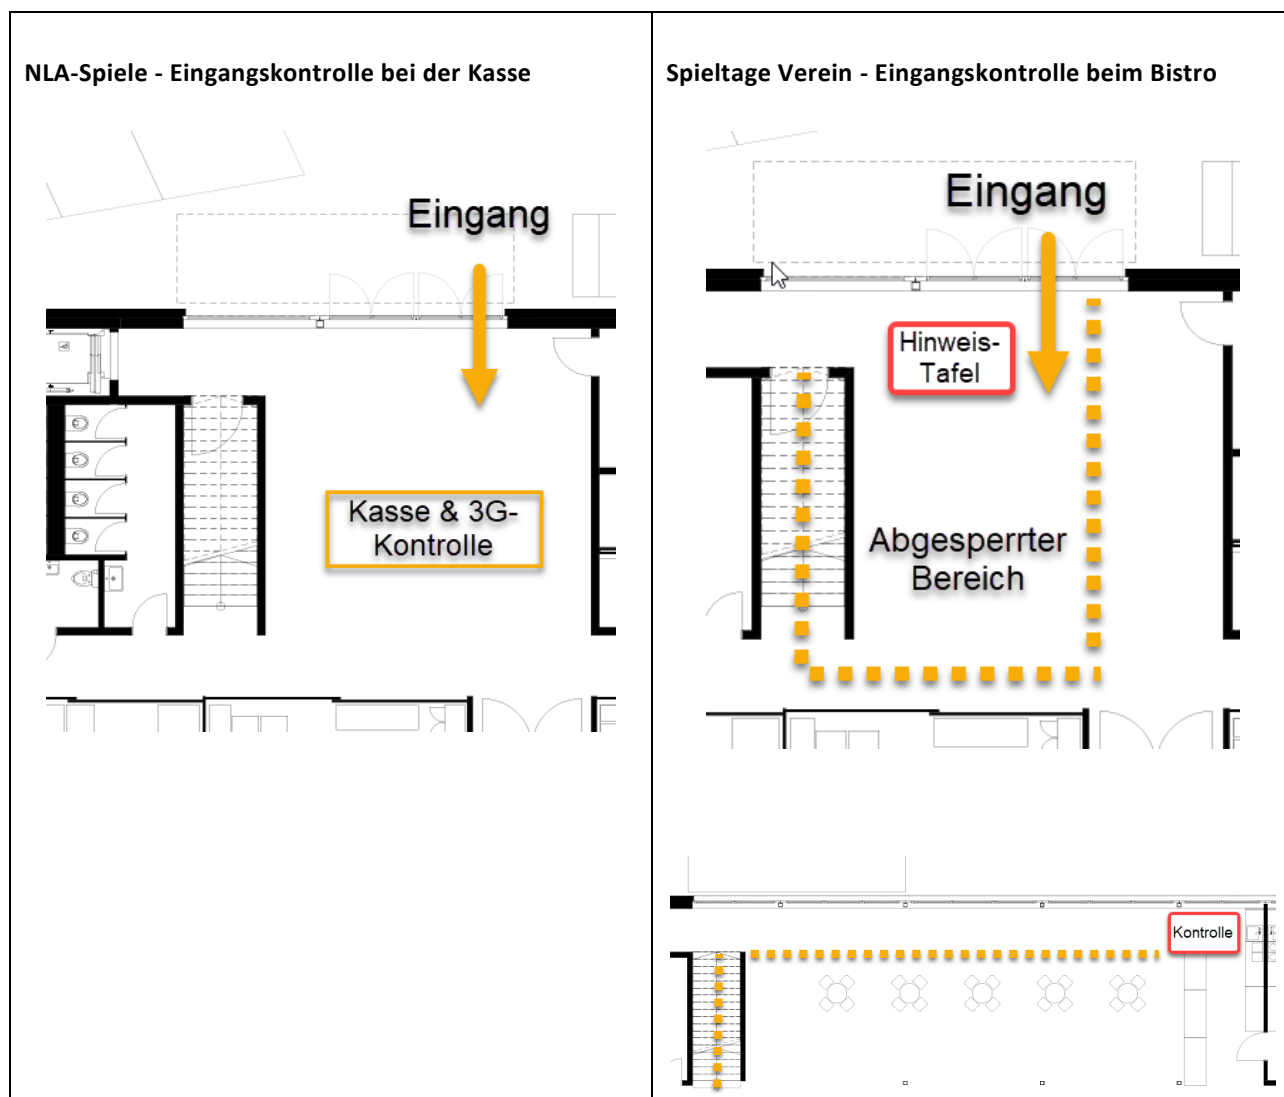 NLA-Spiele - Eingangskontrolle bei der Kasse
Eingang
Kasse & 3G-
Kontrolle
Spieltage Verein - Eingangskontrolle beim Bistro
Eingang
Hinweis-
Tafel
Abgesperrter
Bereich
Kontrolle